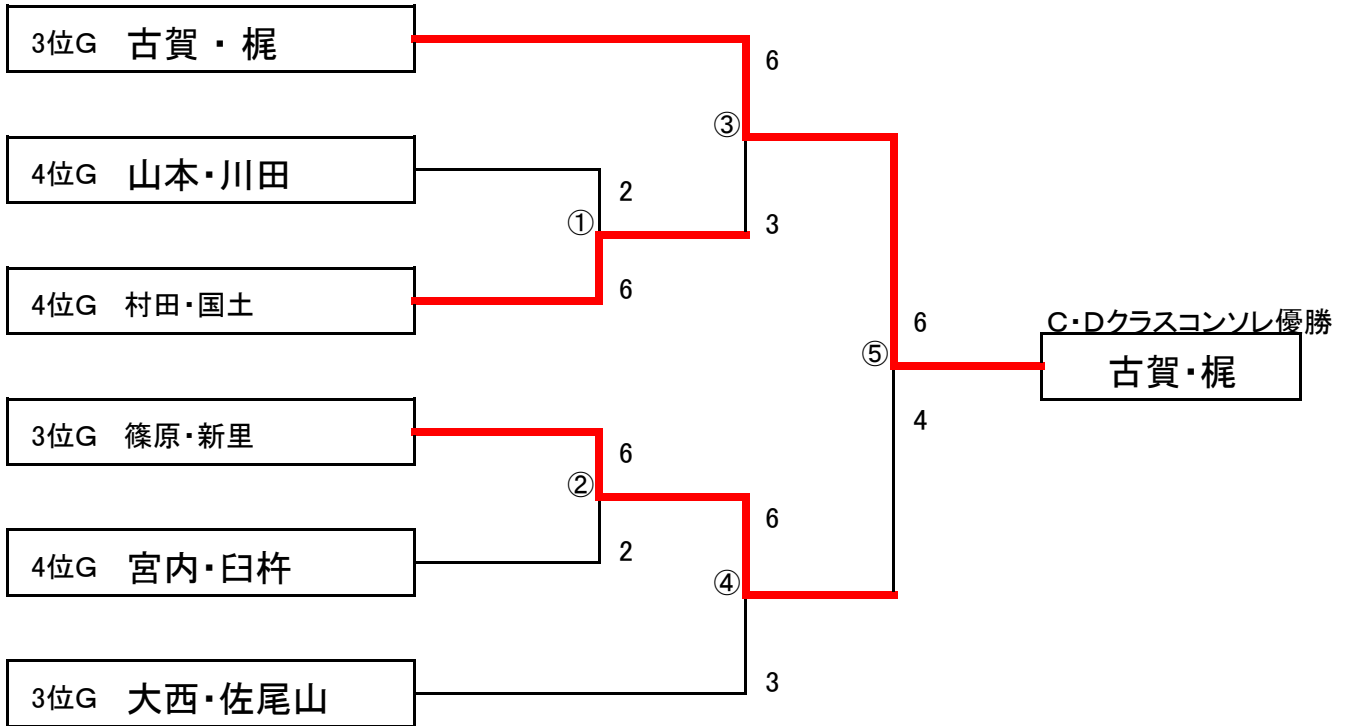 3位G 古賀 ・ 梶
6
③
4位G 山本・川田
2
①
3
4位G 村田・国土
6
6
C・Dクラスコンソレ優勝
⑤
古賀・梶
4
3位G 篠原・新里
6
②
6
4位G 宮内・臼杵
2
④
3位G 大西・佐尾山
3